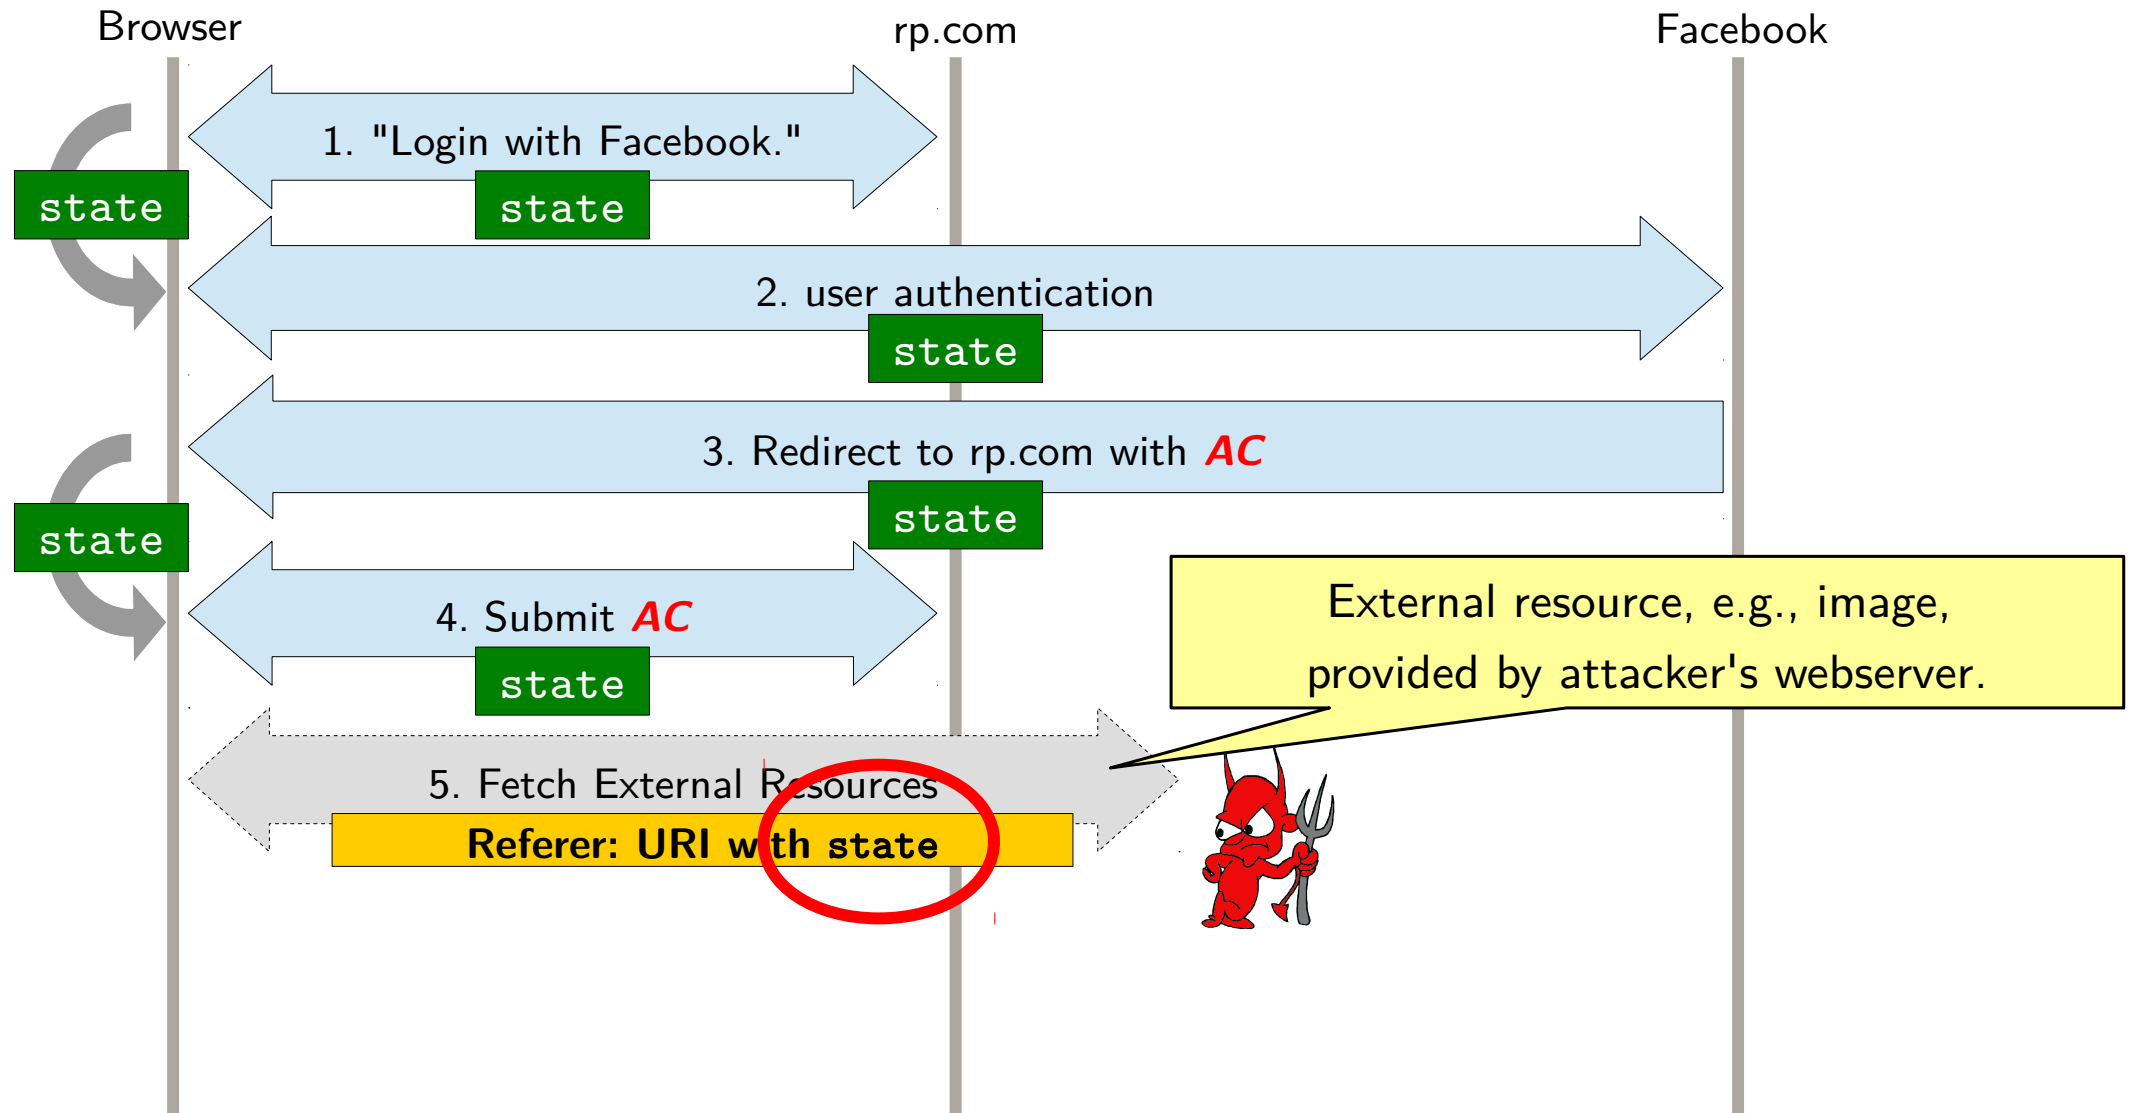 Browser
rp.com
Facebook
1. "Login with Facebook."
state
state
2. user authentication
state
3. Redirect to rp.com with AC
state
state
4. Submit AC
state
External resource, e.g., image,
provided by attacker's webserver.
5. Fetch External Resources
Referer: URI with state